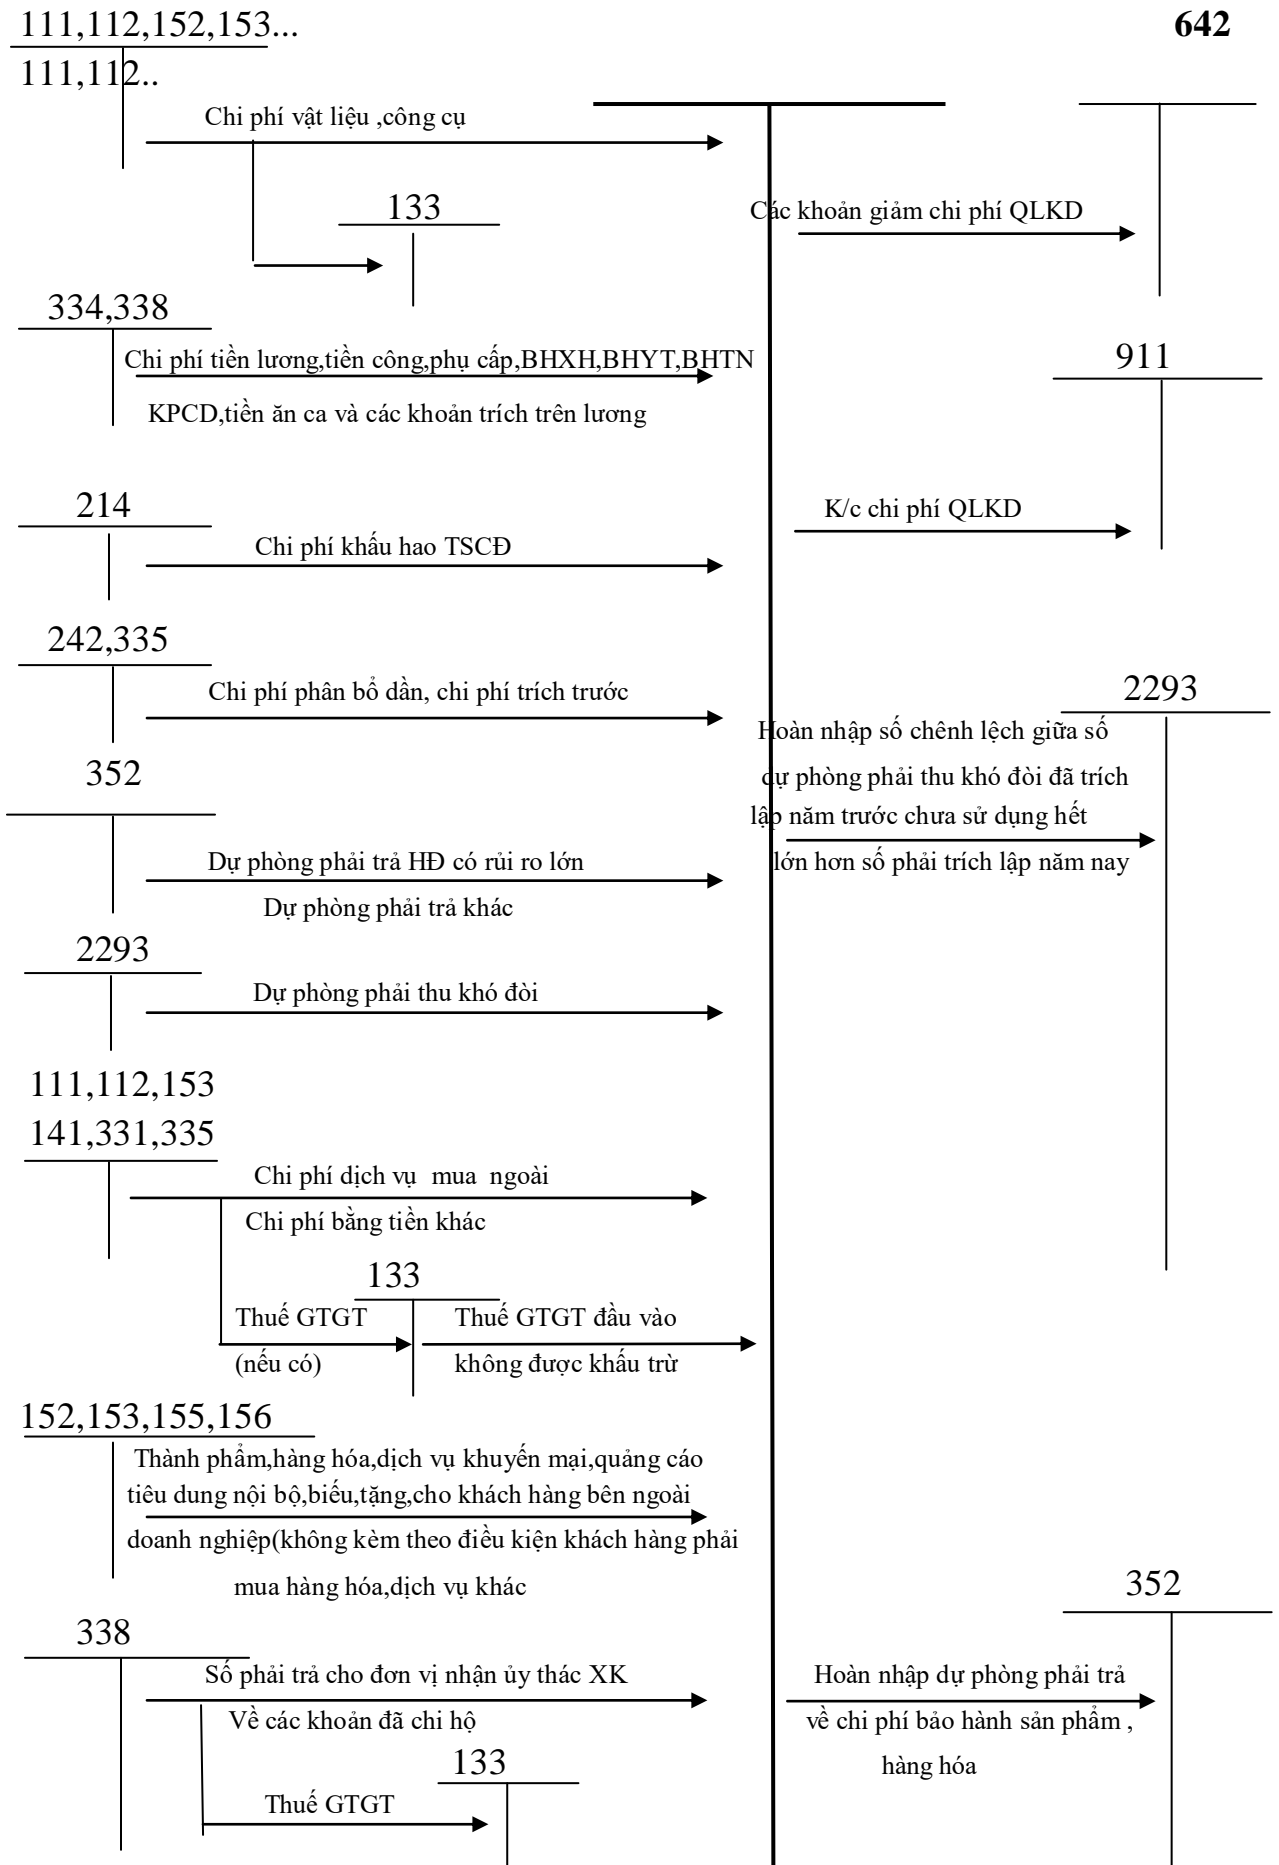 111,112,152,153...
642
111,112..
Chi phí vật liệu ,công cụ
133
Các khoản giảm chi phí QLKD
334,338
Chi phí tiền lương,tiền công,phụ cấp,BHXH,BHYT,BHTN
911
KPCD,tiền ăn ca và các khoản trích trên lương
214
K/c chi phí QLKD
Chi phí khấu hao TSCĐ
242,335
Chi phí phân bổ dần, chi phí trích trước
2293
Hoàn nhập số chênh lệch giữa số
dự phòng phải thu khó đòi đã trích
lập năm trước chưa sử dụng hết
lớn hơn số phải trích lập năm nay
352
Dự phòng phải trả HĐ có rủi ro lớn
Dự phòng phải trả khác
2293
Dự phòng phải thu khó đòi
111,112,153
141,331,335
Chi phí dịch vụ mua ngoài
Chi phí bằng tiền khác
133
Thuế GTGT
(nếu có)
Thuế GTGT đầu vào
không được khấu trừ
152,153,155,156
Thành phẩm,hàng hóa,dịch vụ khuyến mại,quảng cáo
tiêu dung nội bộ,biếu,tặng,cho khách hàng bên ngoài
doanh nghiệp(không kèm theo điều kiện khách hàng phải
mua hàng hóa,dịch vụ khác
352
338
Số phải trả cho đơn vị nhận ủy thác XK
Về các khoản đã chi hộ
Hoàn nhập dự phòng phải trả
về chi phí bảo hành sản phẩm ,
hàng hóa
133
Thuế GTGT